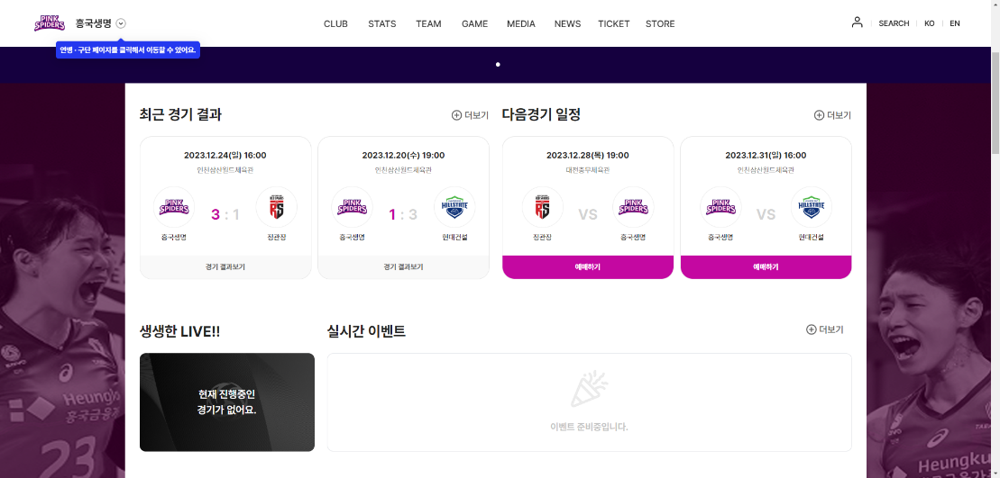 PINK
SPIDERS
흥국생명
CLUB STATS TEAM GAME MEDIA NEWS TICKET STORE
SEARCH KO EN
연맹 · 구단 페이지를 클릭해서 이동할 수 있어요.
최근 경기 결과
더보기
다음경기 일정
더보기
2023.12.24(일) 16:00
인천삼산월드체육관
PINK
SPIDERS
3 : 1
흥국생명
정관장
경기 결과보기
2023.12.20(수) 19:00
인천삼산월드체육관
PINK
SPIDERS
1 : 3
HILLSTATE
흥국생명
현대건설
경기 결과보기
2023.12.28(목) 19:00
대전충무체육관
VS
PINK
SPIDERS
정관장
흥국생명
예매하기
2023.12.31(일) 16:00
인천삼산월드체육관
PINK
SPIDERS
VS
HILLSTATE
흥국생명
현대건설
예매하기
생생한 LIVE!!
실시간 이벤트
더보기
현재 진행중인
경기가 없어요.
이벤트 준비중입니다.
Heungku
흥국금융가
23
Heungku